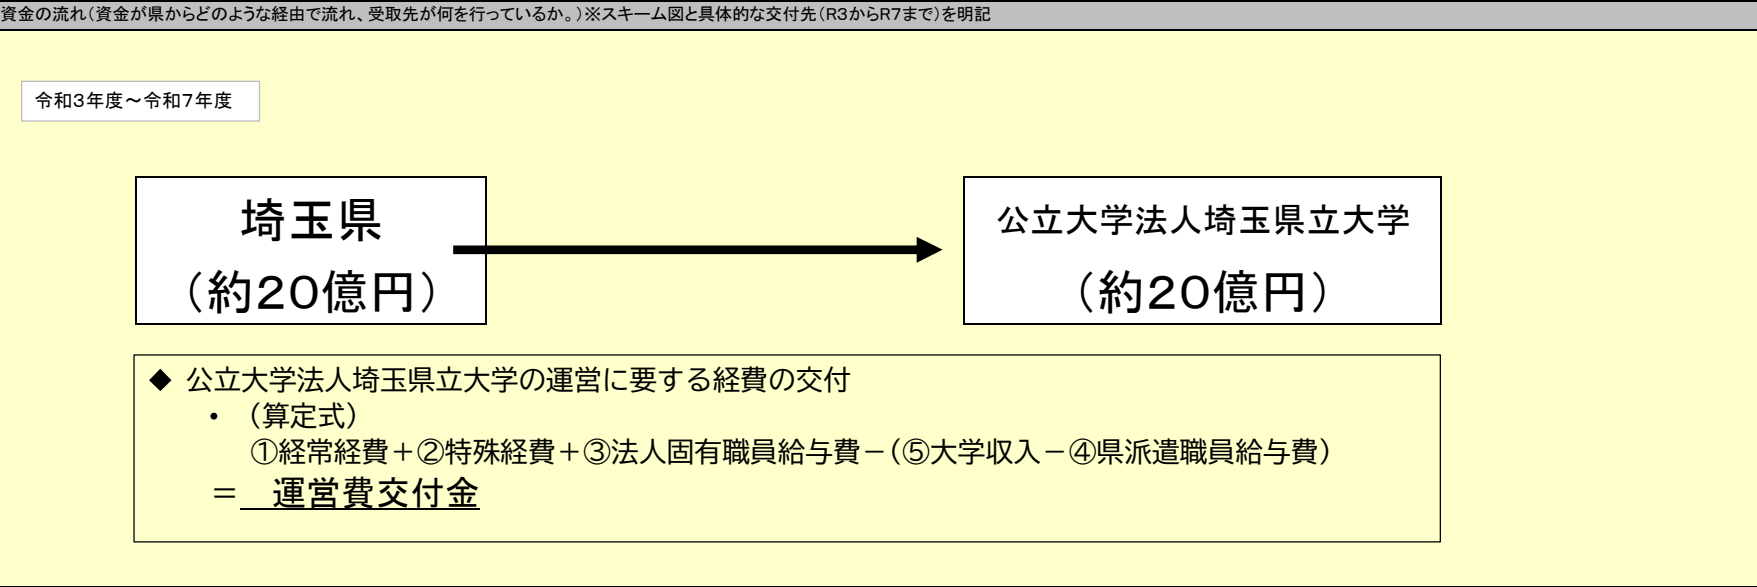 資金の流れ（資金が県からどのような経由で流れ、受取先が何を行っているか。）※スキーム図と具体的な交付先（R3からR7まで）を明記
令和３年度～令和７年度
埼玉県
（約２０億円）
公立大学法人埼玉県立大学
（約２０億円）
◆ 公立大学法人埼玉県立大学の運営に要する経費の交付
・ （算定式）
①経常経費＋②特殊経費＋③法人固有職員給与費－（⑤大学収入－④県派遣職員給与費）
＝ 運営費交付金